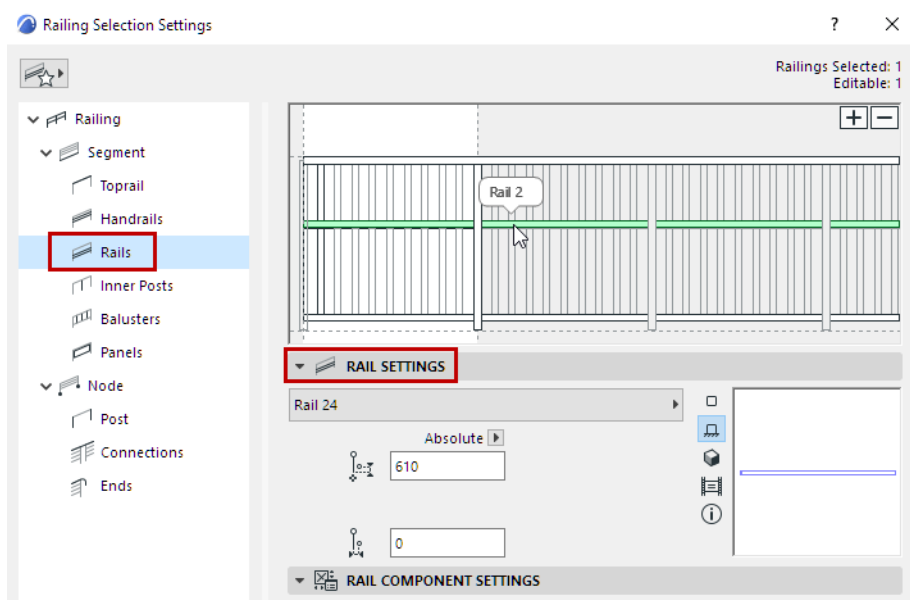 Railing Selection Settings
?
Railings Selected: 1
Editable: 1
Railing
Segment
Toprail
Handrails
Rails
Inner Posts
Balusters
Panels
Node
Post
Connections
Ends
Rail 2
RAIL SETTINGS
Rail 24
Absolute
610
0
RAIL COMPONENT SETTINGS